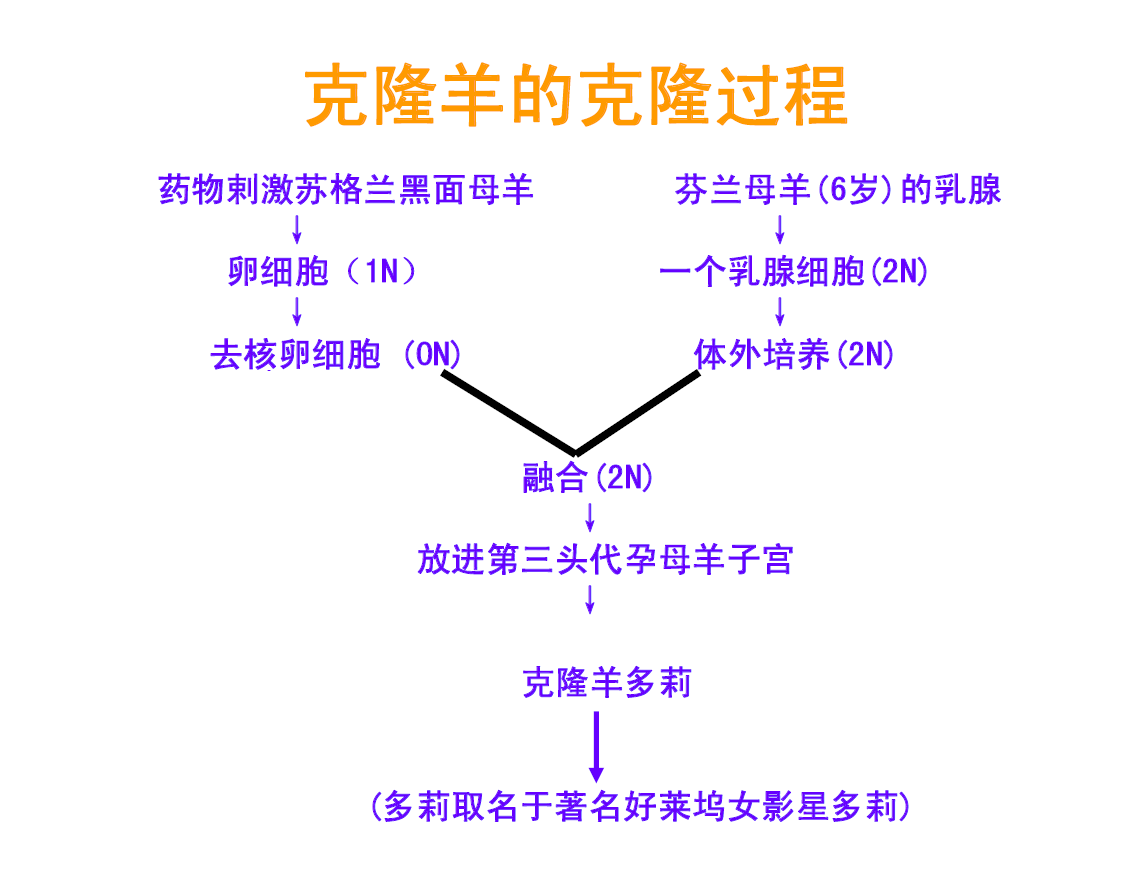 克隆羊的克隆过程
药物刺激苏格兰黑面母羊
芬兰母羊(6岁)的乳腺
↓
↓
卵细胞（1N）
一个乳腺细胞(2N)
↓
↓
去核卵细胞 (0N)
体外培养(2N)
融合(2N)
↓
放进第三头代孕母羊子宫
↓
克隆羊多莉
(多莉取名于著名好莱坞女影星多莉)